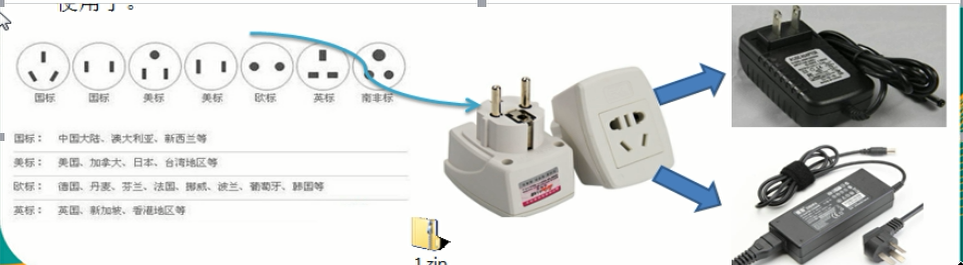 使用了。
国标 国标 美标 美标 欧标 英标 南非标
国标： 中国大陆、澳大利亚、新西兰等
美标： 美国、加拿大、日本、台湾地区等
欧标： 德国、丹麦、芬兰、法国、挪威、波兰、葡萄牙、韩国等
英标： 英国、新加坡、香港地区等
1.zip